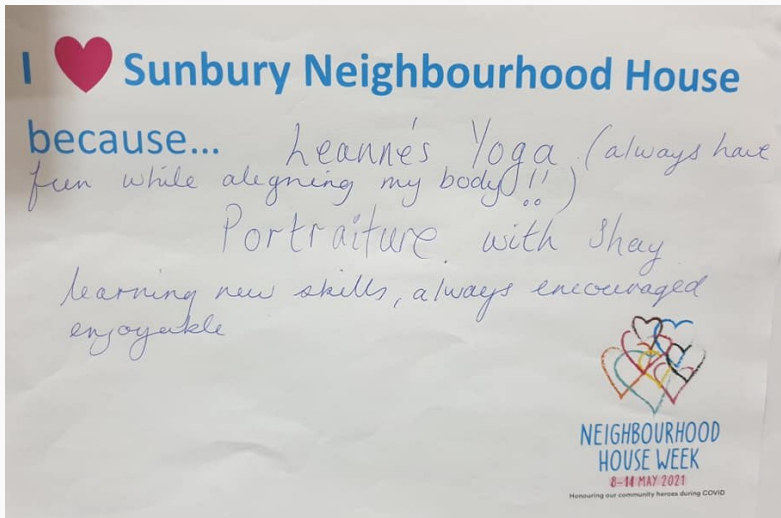 I ❤ Sunbury Neighbourhood House
because... Leanne's Yoga (always have
fun while alegning my body!!)
Portraiture with Shay
learning new skills, always encouraged
enjoyable
NEIGHBOURHOOD
HOUSE WEEK
8-14 MAY 2021
Honouring our community heroes during COVID